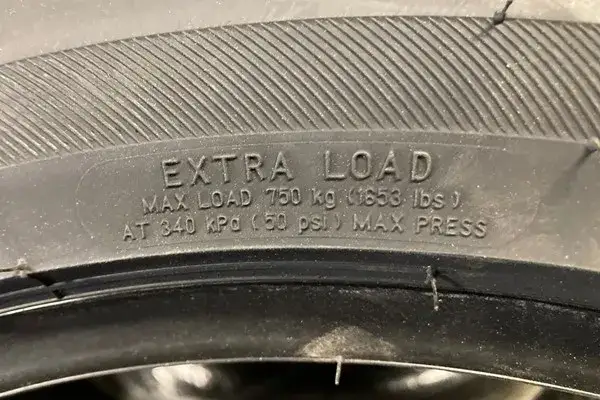 EXTRA LOAD
MAX LOAD 750 kg (1653 lbs).
AT 340 kPa (50 psi) MAX PRESS